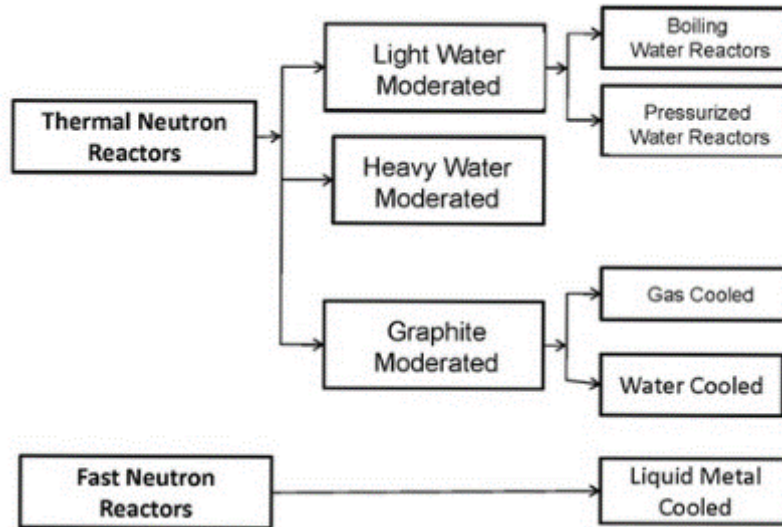 Thermal Neutron
Reactors
Light Water
Moderated
Boiling
Water Reactors
Pressurized
Water Reactors
Heavy Water
Moderated
Graphite
Moderated
Gas Cooled
Water Cooled
Fast Neutron
Reactors
Liquid Metal
Cooled